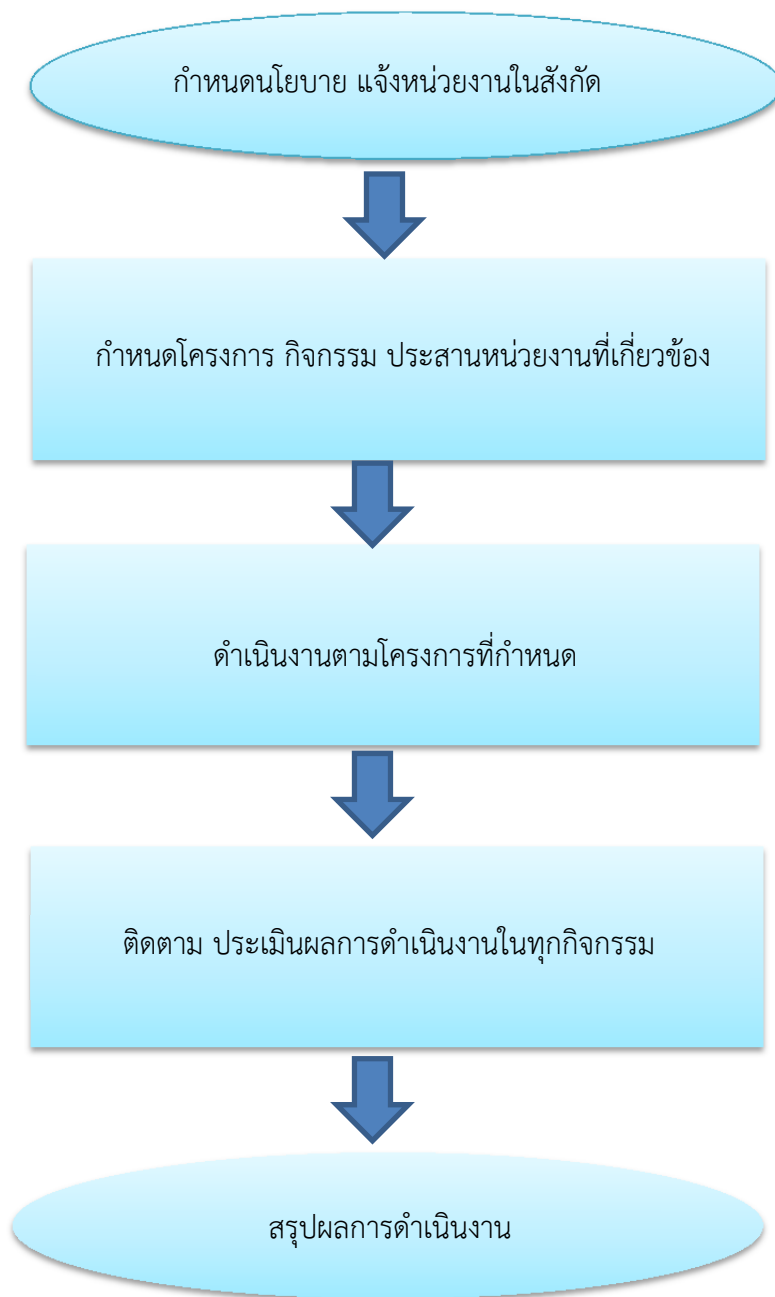 กำหนดนโยบาย แจ้งหน่วยงานในสังกัด
กำหนดโครงการ กิจกรรม ประสานหน่วยงานที่เกี่ยวข้อง
ดำเนินงานตามโครงการที่กำหนด
ติดตาม ประเมินผลการดำเนินงานในทุกกิจกรรม
สรุปผลการดำเนินงาน